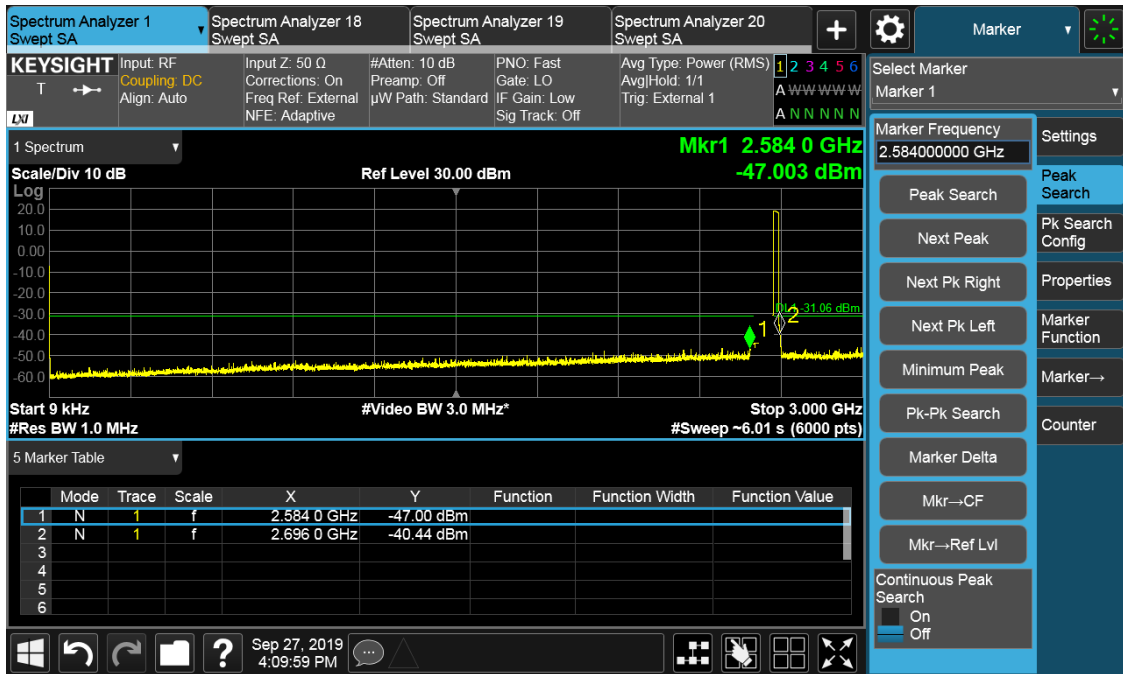 Spectrum Analyzer 1
Swept SA
Spectrum Analyzer 18
Swept SA
Spectrum Analyzer 19
Swept SA
Spectrum Analyzer 20
Swept SA
+
Marker
KEYSIGHT
T
LXI
Input: RF
Coupling: DC
Align: Auto
Input Z: 50 Ω
Corrections: On
Freq Ref: External
NFE: Adaptive
#Atten: 10 dB
Preamp: Off
µW Path: Standard
PNO: Fast
Gate: LO
IF Gain: Low
Sig Track: Off
Avg Type: Power (RMS)
Avg|Hold: 1/1
Trig: External 1
1 2 3 4 5 6
A W W W W W
A N N N N N
Select Marker
Marker 1
1 Spectrum
Mkr1 2.584 0 GHz
Scale/Div 10 dB
Ref Level 30.00 dBm
-47.003 dBm
Log
20.0
10.0
0.00
-10.0
-20.0
-30.0
-40.0
-50.0
-60.0
DL1 -31.06 dBm
1
2
Start 9 kHz
#Video BW 3.0 MHz*
Stop 3.000 GHz
#Res BW 1.0 MHz
#Sweep ~6.01 s (6000 pts)
5 Marker Table
Mode Trace Scale X Y Function Function Width Function Value
1 N 1 f 2.584 0 GHz -47.00 dBm
2 N 1 f 2.696 0 GHz -40.44 dBm
3
4
5
6
Marker Frequency
2.584000000 GHz
Peak Search
Next Peak
Next Pk Right
Next Pk Left
Minimum Peak
Pk-Pk Search
Marker Delta
Mkr→CF
Mkr→Ref Lvl
Continuous Peak
Search
On
Off
Settings
Peak
Search
Pk Search
Config
Properties
Marker
Function
Marker→
Counter
?
Sep 27, 2019
4:09:59 PM